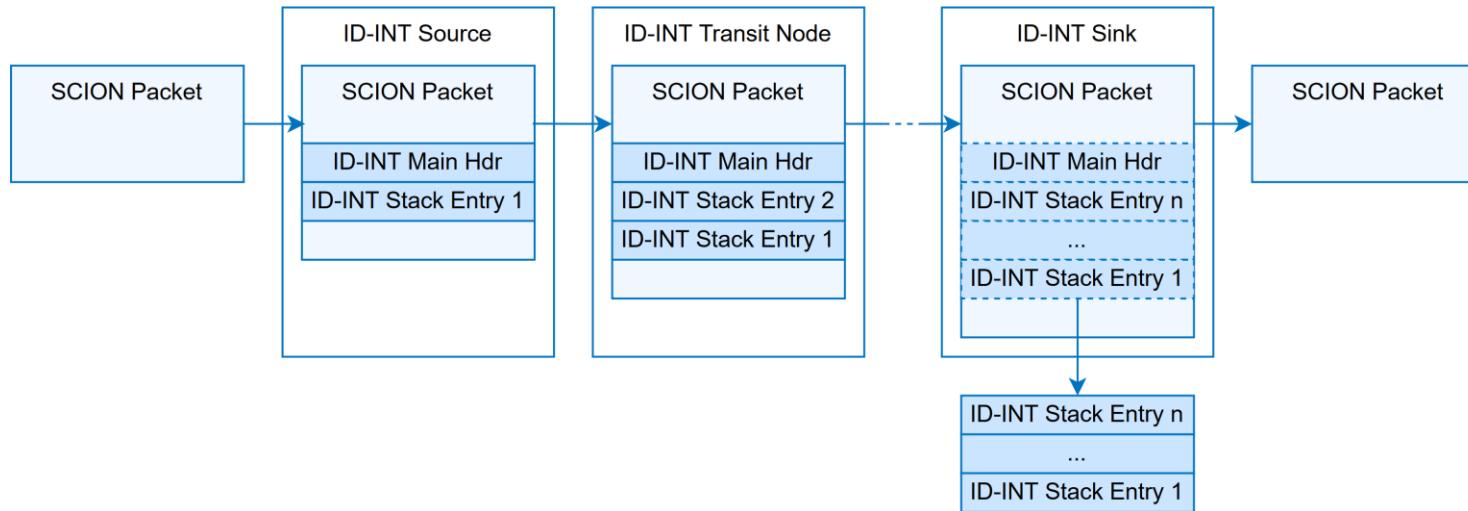 SCION Packet
ID-INT Source
SCION Packet
ID-INT Main Hdr
ID-INT Stack Entry 1
ID-INT Transit Node
SCION Packet
ID-INT Main Hdr
ID-INT Stack Entry 2
ID-INT Stack Entry 1
ID-INT Sink
SCION Packet
ID-INT Main Hdr
ID-INT Stack Entry n
...
ID-INT Stack Entry 1
ID-INT Stack Entry n
...
ID-INT Stack Entry 1
SCION Packet